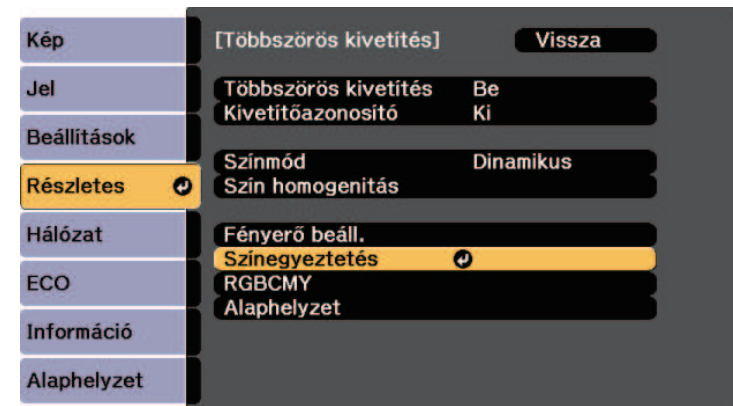 Kép
Jel
Beállítások
Részletes
Hálózat
ECO
Információ
Alaphelyzet
[Többszörös kivetítés] Vissza
Többszörös kivetítés Be
Kivetítőazonosító Ki
Színmód Dinamikus
Szín homogenitás
Fényerő beáll.
Színegyeztetés
RGBCMY
Alaphelyzet